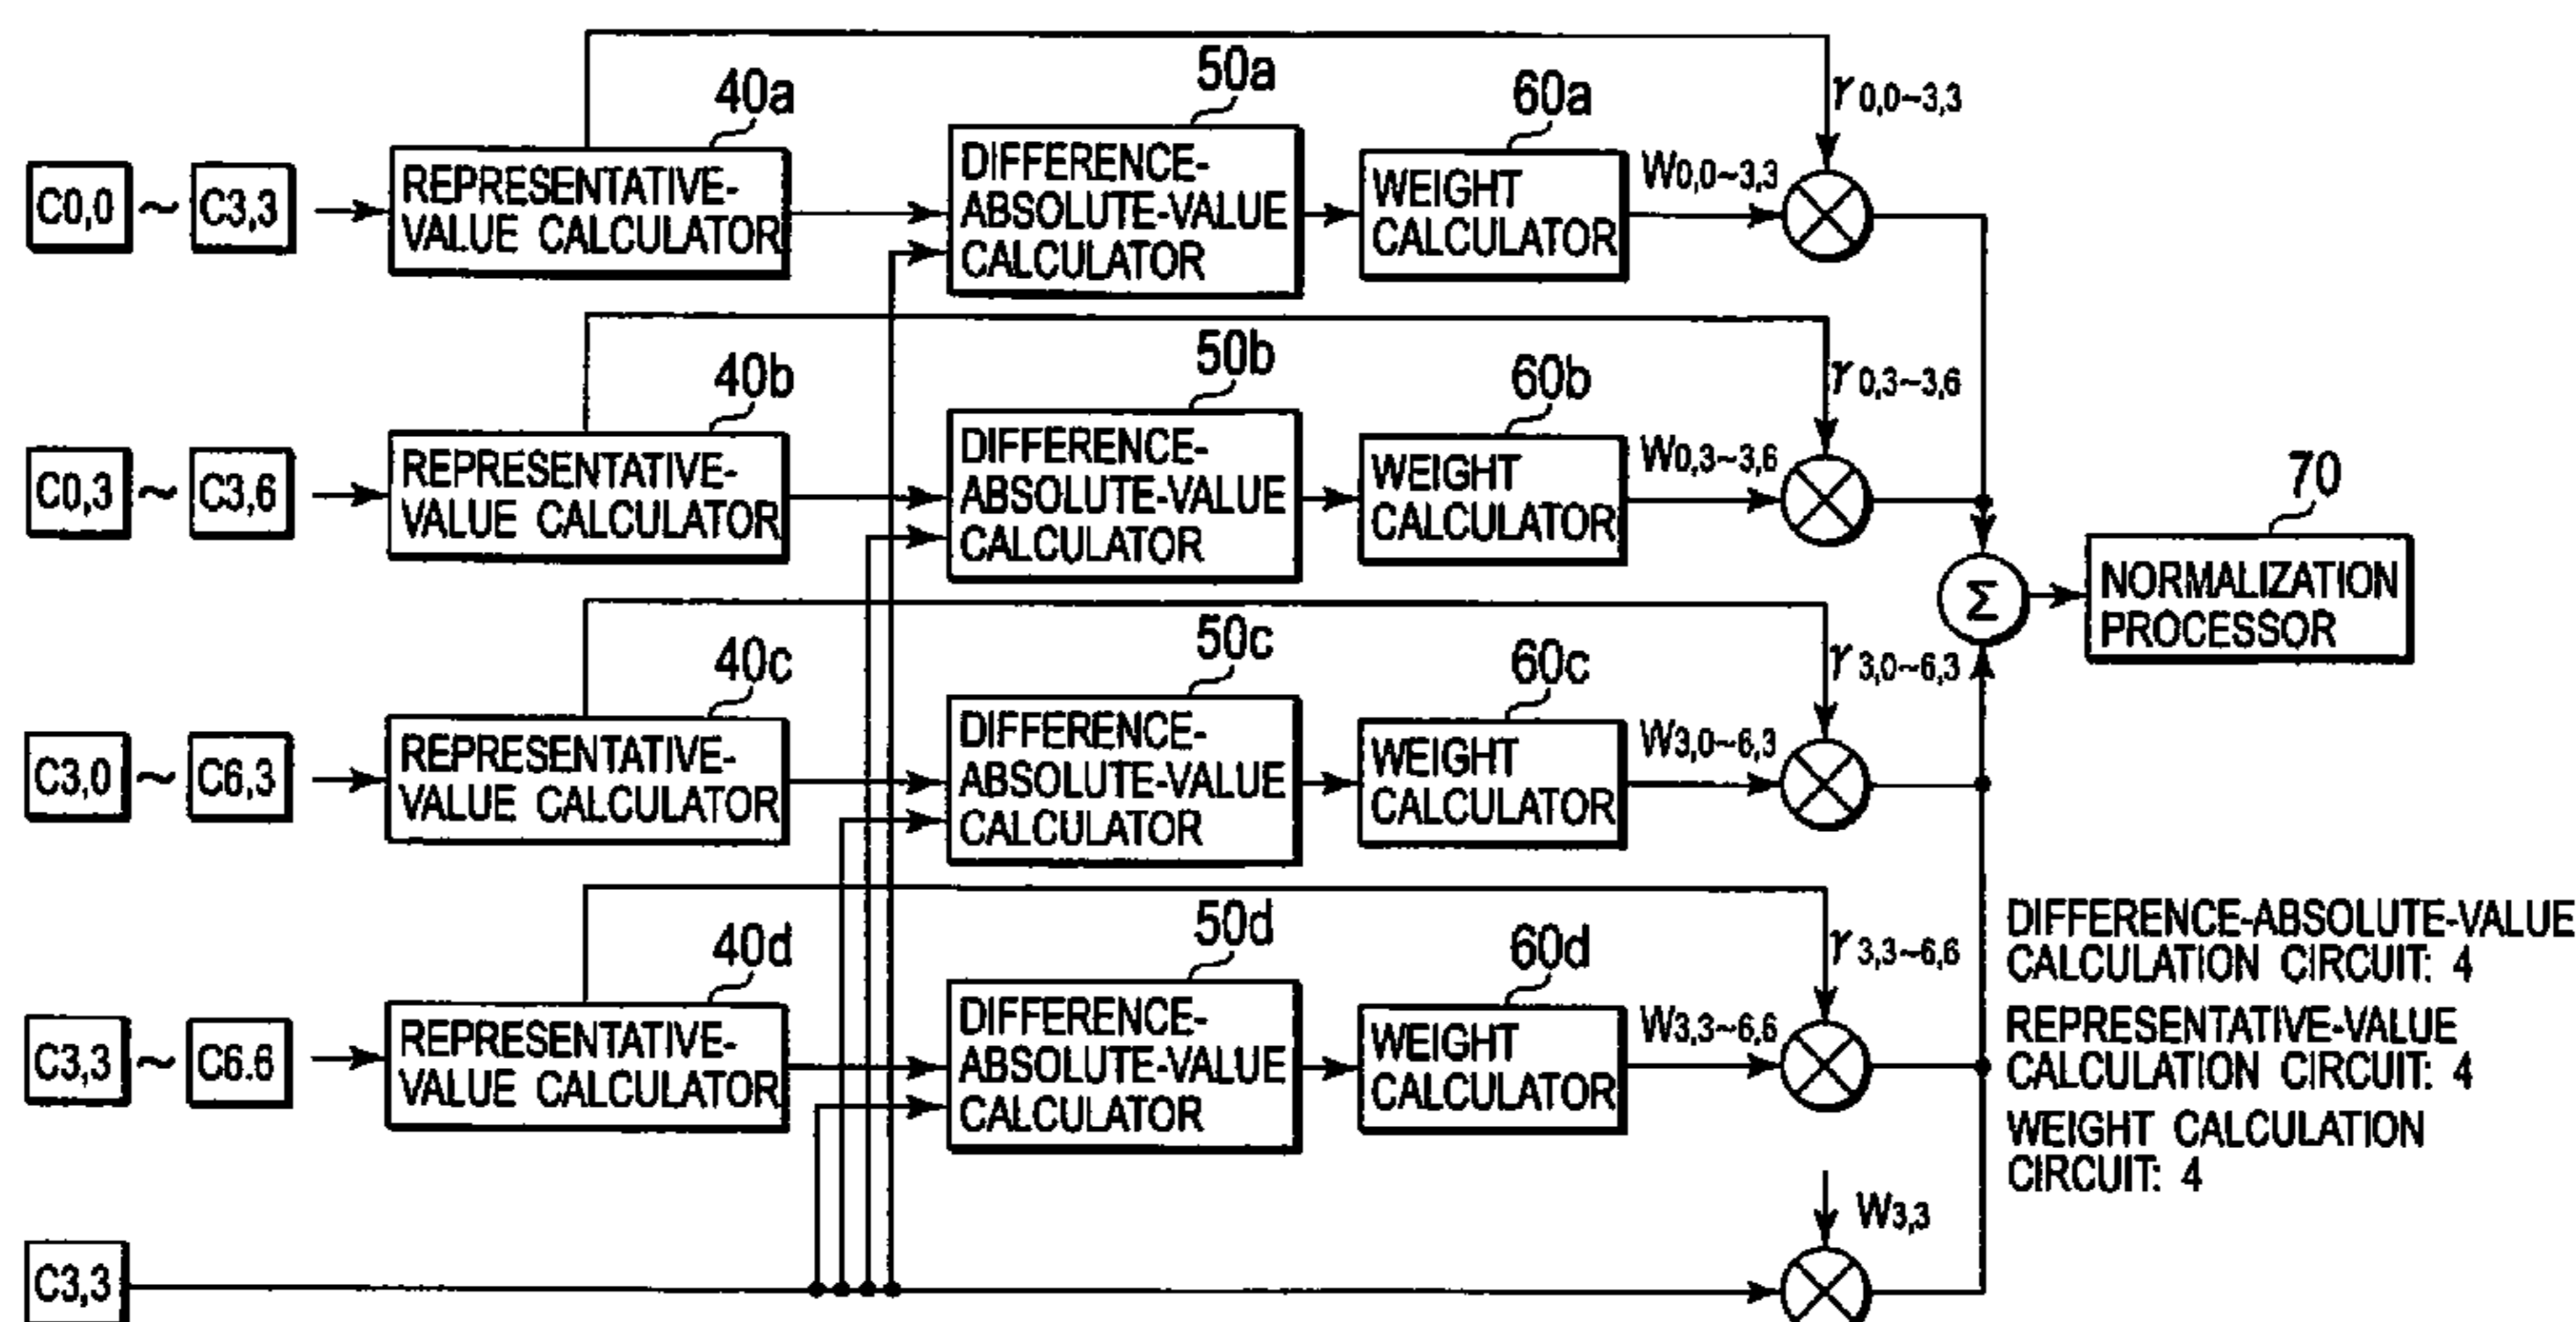 40a
50a
60a
r0,0~3,3
C0,0 ~ C3,3
REPRESENTATIVE-
VALUE CALCULATOR
DIFFERENCE-
ABSOLUTE-VALUE
CALCULATOR
WEIGHT
CALCULATOR
W0,0~3,3
40b
50b
60b
r0,3~3,6
C0,3 ~ C3,6
REPRESENTATIVE-
VALUE CALCULATOR
DIFFERENCE-
ABSOLUTE-VALUE
CALCULATOR
WEIGHT
CALCULATOR
W0,3~3,6
Σ
70
NORMALIZATION
PROCESSOR
40c
50c
60c
r3,0~6,3
C3,0 ~ C6,3
REPRESENTATIVE-
VALUE CALCULATOR
DIFFERENCE-
ABSOLUTE-VALUE
CALCULATOR
WEIGHT
CALCULATOR
W3,0~6,3
40d
50d
60d
r3,3~6,6
C3,3 ~ C6.6
REPRESENTATIVE-
VALUE CALCULATOR
DIFFERENCE-
ABSOLUTE-VALUE
CALCULATOR
WEIGHT
CALCULATOR
W3,3~6,6
DIFFERENCE-ABSOLUTE-VALUE
CALCULATION CIRCUIT: 4
REPRESENTATIVE-VALUE
CALCULATION CIRCUIT: 4
WEIGHT CALCULATION
CIRCUIT: 4
W3,3
C3,3